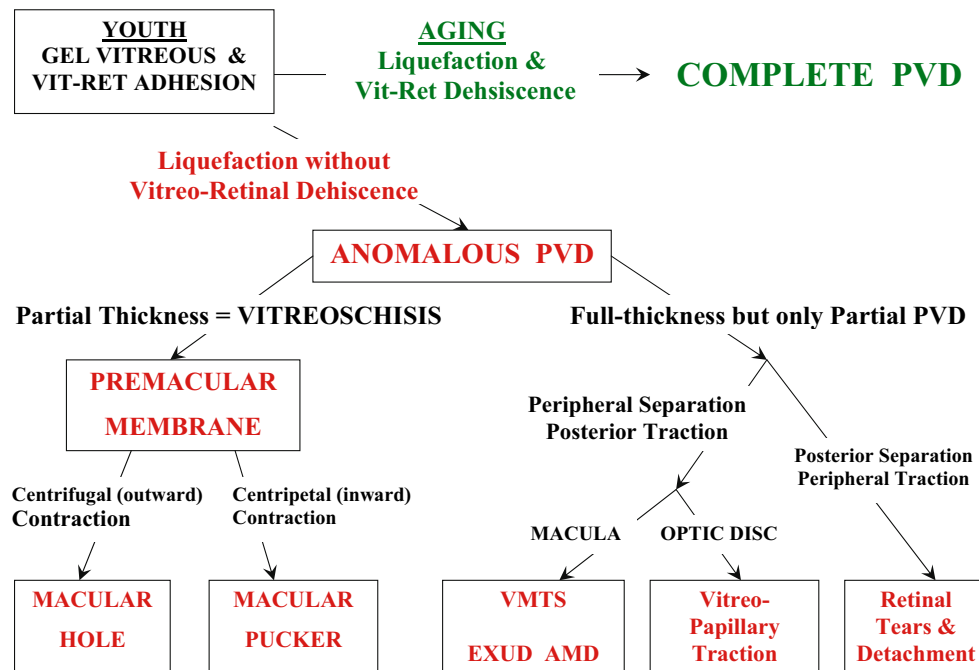 YOUTH
GEL VITREOUS &
VIT-RET ADHESION
AGING
Liquefaction &
Vit-Ret Dehsiscence
COMPLETE PVD
Liquefaction without
Vitreo-Retinal Dehiscence
ANOMALOUS PVD
Partial Thickness = VITREOSCHISIS
Full-thickness but only Partial PVD
PREMACULAR
MEMBRANE
Peripheral Separation
Posterior Traction
Posterior Separation
Peripheral Traction
Centrifugal (outward)
Contraction
Centripetal (inward)
Contraction
MACULA
OPTIC DISC
MACULAR
HOLE
MACULAR
PUCKER
VMTS
EXUD AMD
Vitreo-
Papillary
Traction
Retinal
Tears &
Detachment